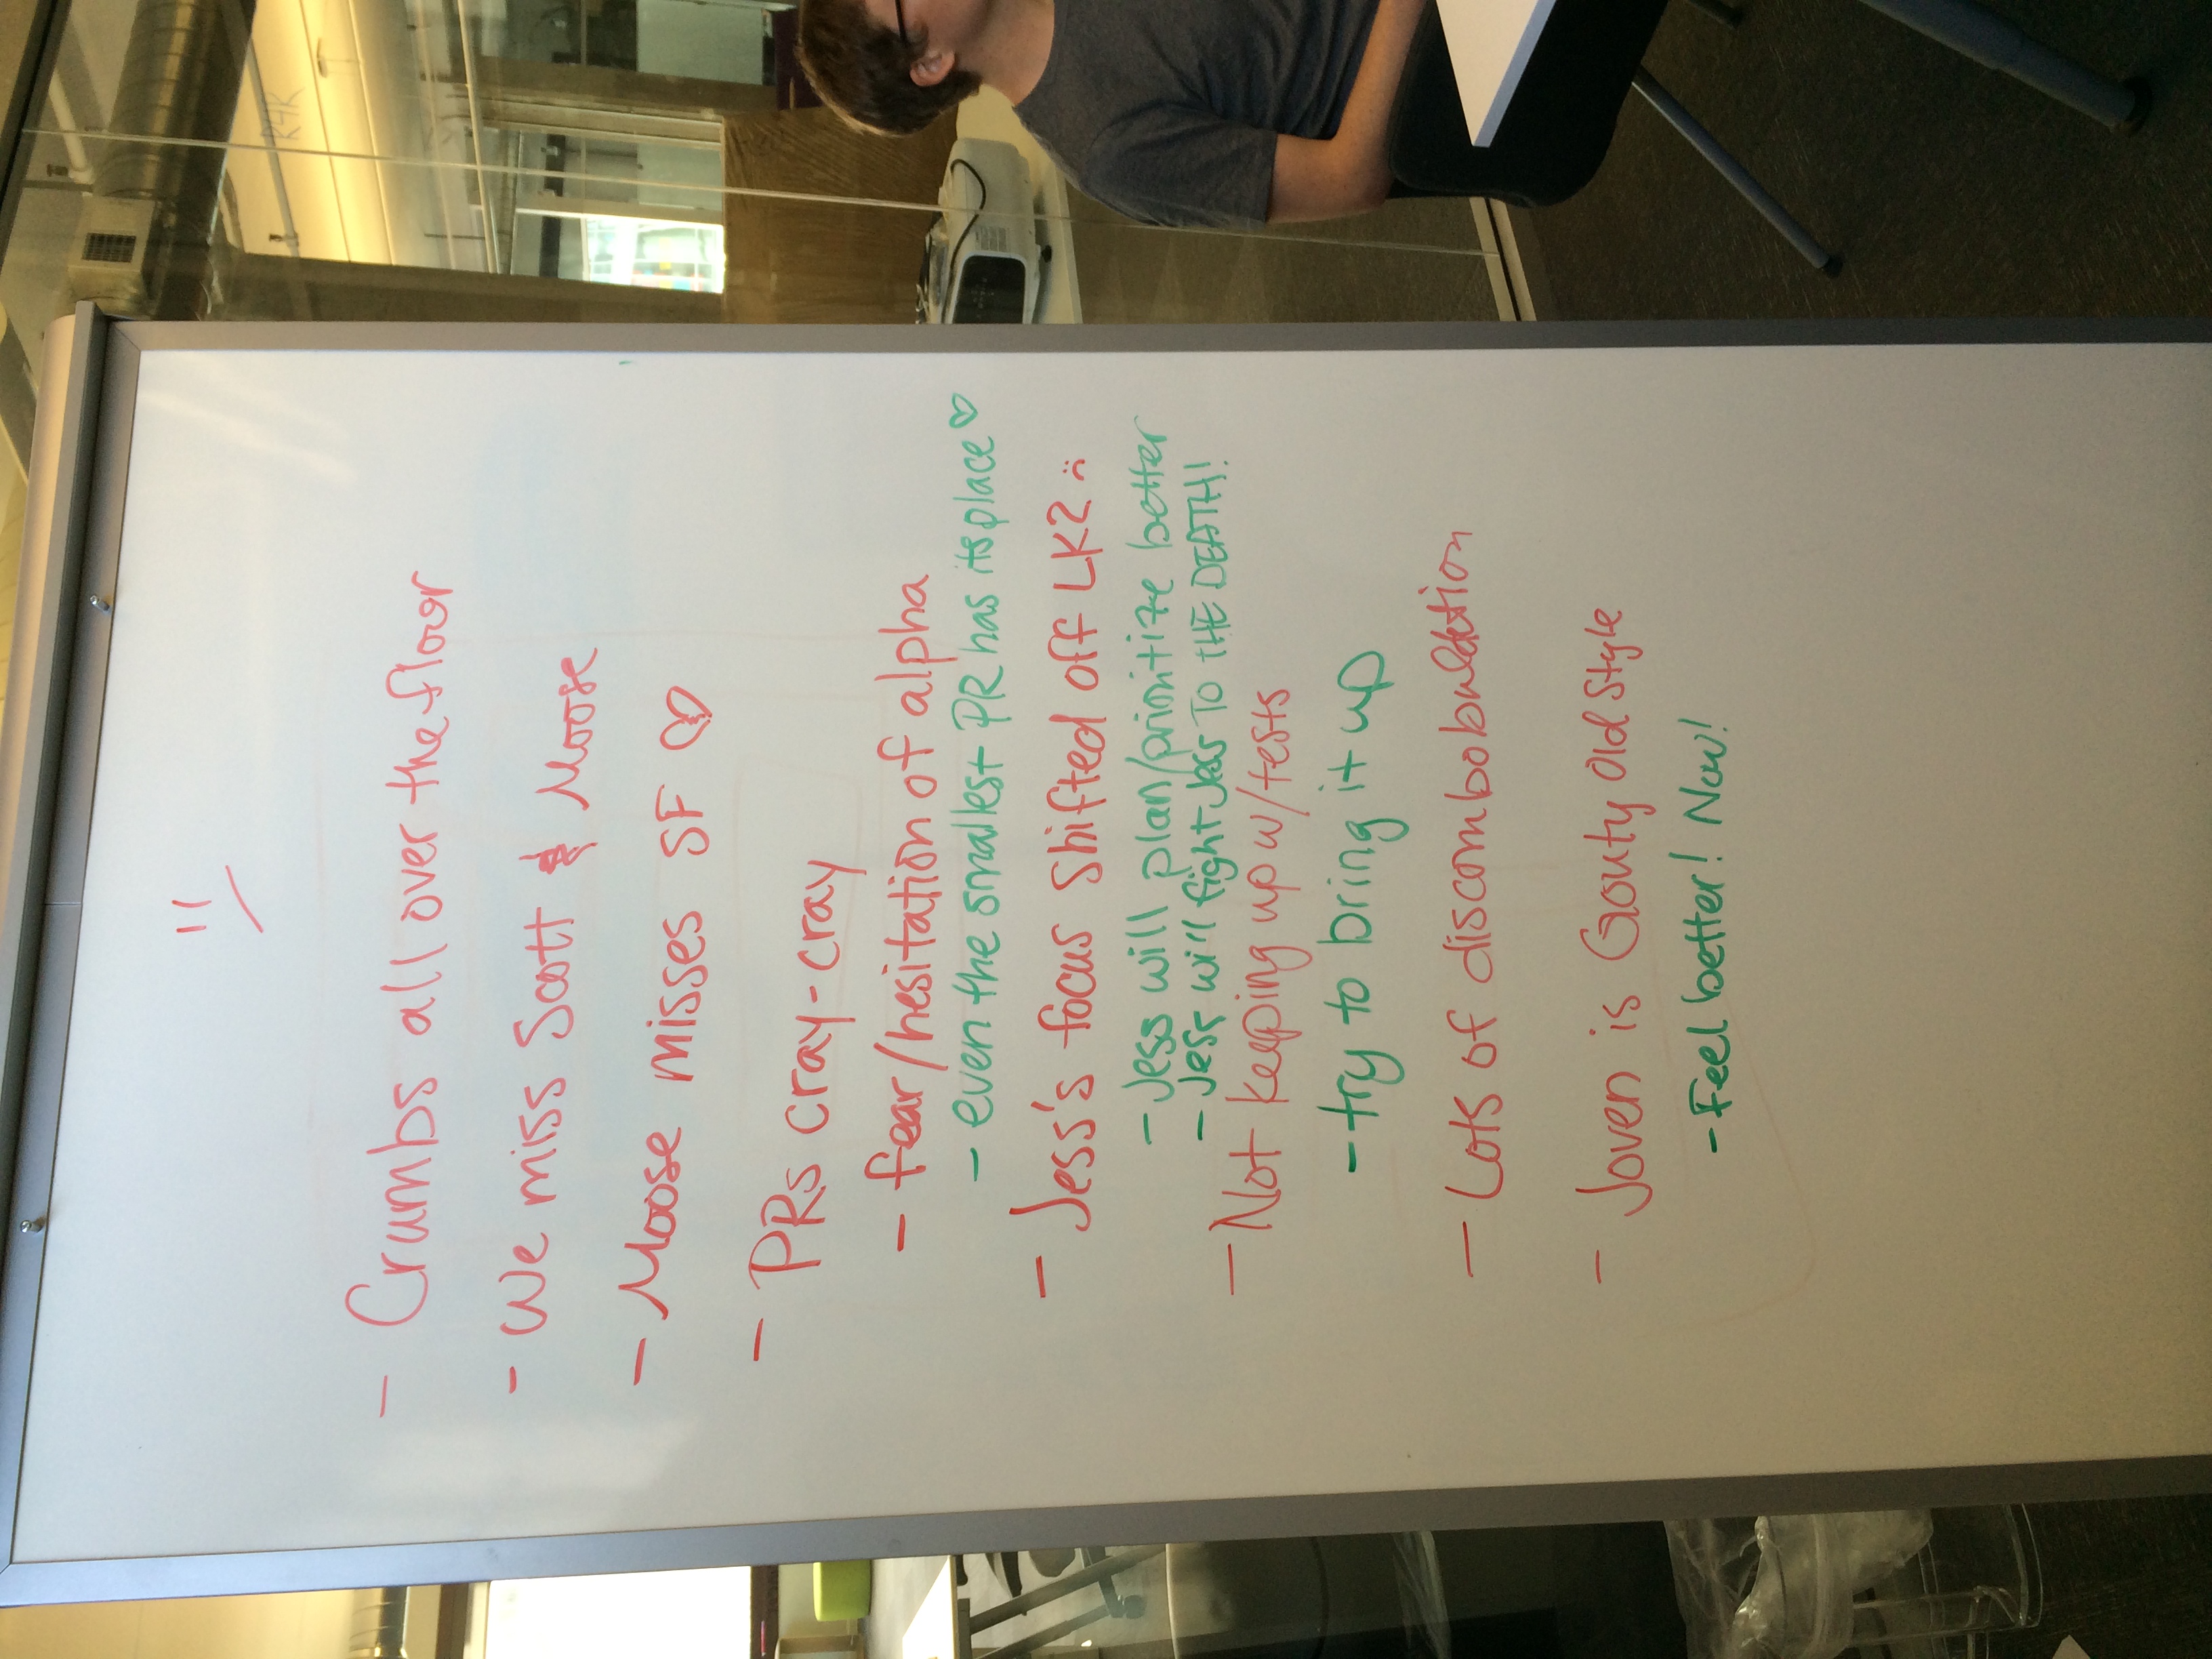 - Crumbs all over the floor
- We miss Scott & Moose
- Moose misses SF ♡
- PRs cray-cray
- fear/hesitation of alpha
- even the smallest PR has its place ♡
- Jess's focus shifted off LK2 :(
- Jess will plan/prioritize better
- Jess will fight Jess TO THE DEATH!
- Not keeping up w/tests
- try to bring it up
- Lots of discombobulation
- Joven is Gouty Old Style
- Feel better! Now!
R4R